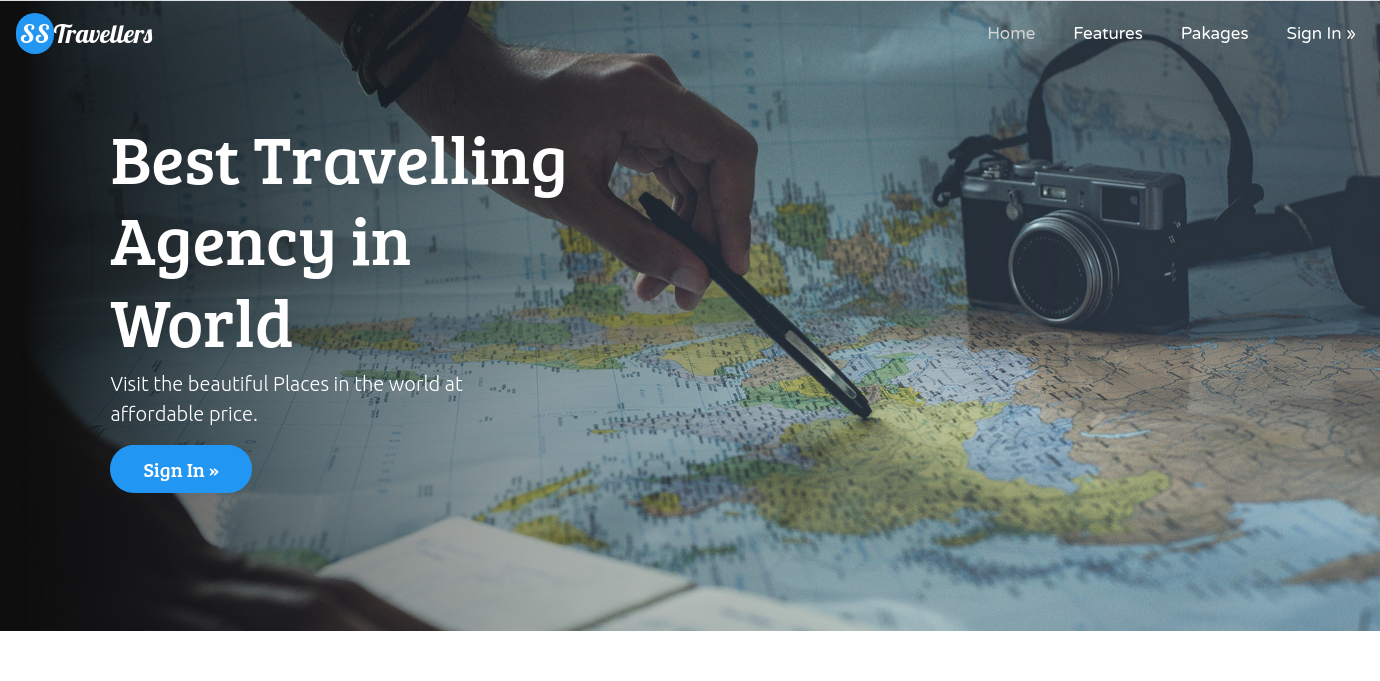 SS Travellers
Home Features Pakages Sign In »
Best Travelling
Agency in
World
Visit the beautiful Places in the world at
affordable price.
Sign In »